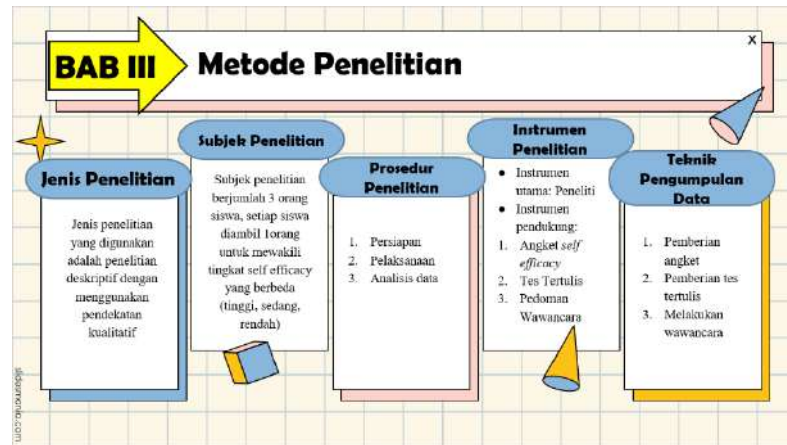 BAB III
Metode Penelitian
x
Jenis Penelitian
Jenis penelitian
yang digunakan
adalah penelitian
deskriptif dengan
menggunakan
pendekatan
kualitatif
Subjek Penelitian
Subjek penelitian
berjumlah 3 orang
siswa, setiap siswa
diambil 1orang
untuk mewakili
tingkat self efficacy
yang berbeda
(tinggi, sedang,
rendah)
Prosedur
Penelitian
1. Persiapan
2. Pelaksanaan
3. Analisis data
Instrumen
Penelitian
• Instrumen
utama: Peneliti
• Instrumen
pendukung:
1. Angket self
efficacy
2. Tes Tertulis
3. Pedoman
Wawancara
Teknik
Pengumpulan
Data
1. Pemberian
angket
2. Pemberian tes
tertulis
3. Melakukan
wawancara
slidesmania.com